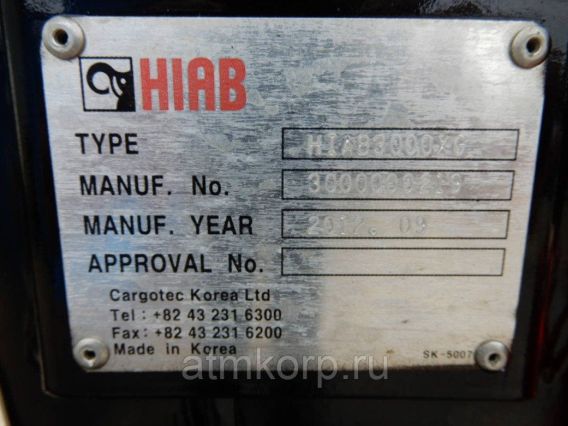 HIAB
TYPE
MANUF. No.
MANUF. YEAR
APPROVAL No.
Cargotec Korea Ltd
Tel : +82 43 231 6300
Fax: +82 43 231 6200
Made in Korea
www.atmkorp.ru